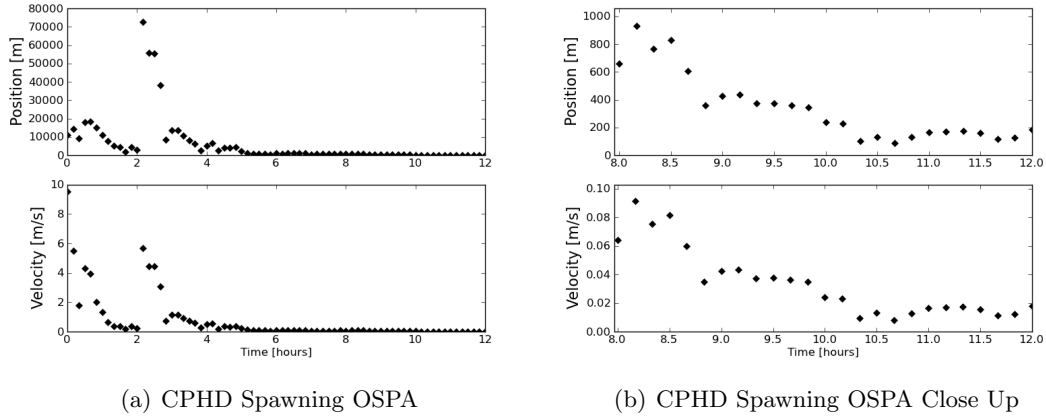 80000
70000
60000
50000
40000
30000
20000
10000
0
Position [m]
0 2 4 6 8 10 12
10
8
6
4
2
0
Velocity [m/s]
0 2 4 6 8 10 12
Time [hours]
(a) CPHD Spawning OSPA
1000
800
600
400
200
0
Position [m]
8.0 8.5 9.0 9.5 10.0 10.5 11.0 11.5 12.0
0.10
0.08
0.06
0.04
0.02
0.00
Velocity [m/s]
8.0 8.5 9.0 9.5 10.0 10.5 11.0 11.5 12.0
Time [hours]
(b) CPHD Spawning OSPA Close Up